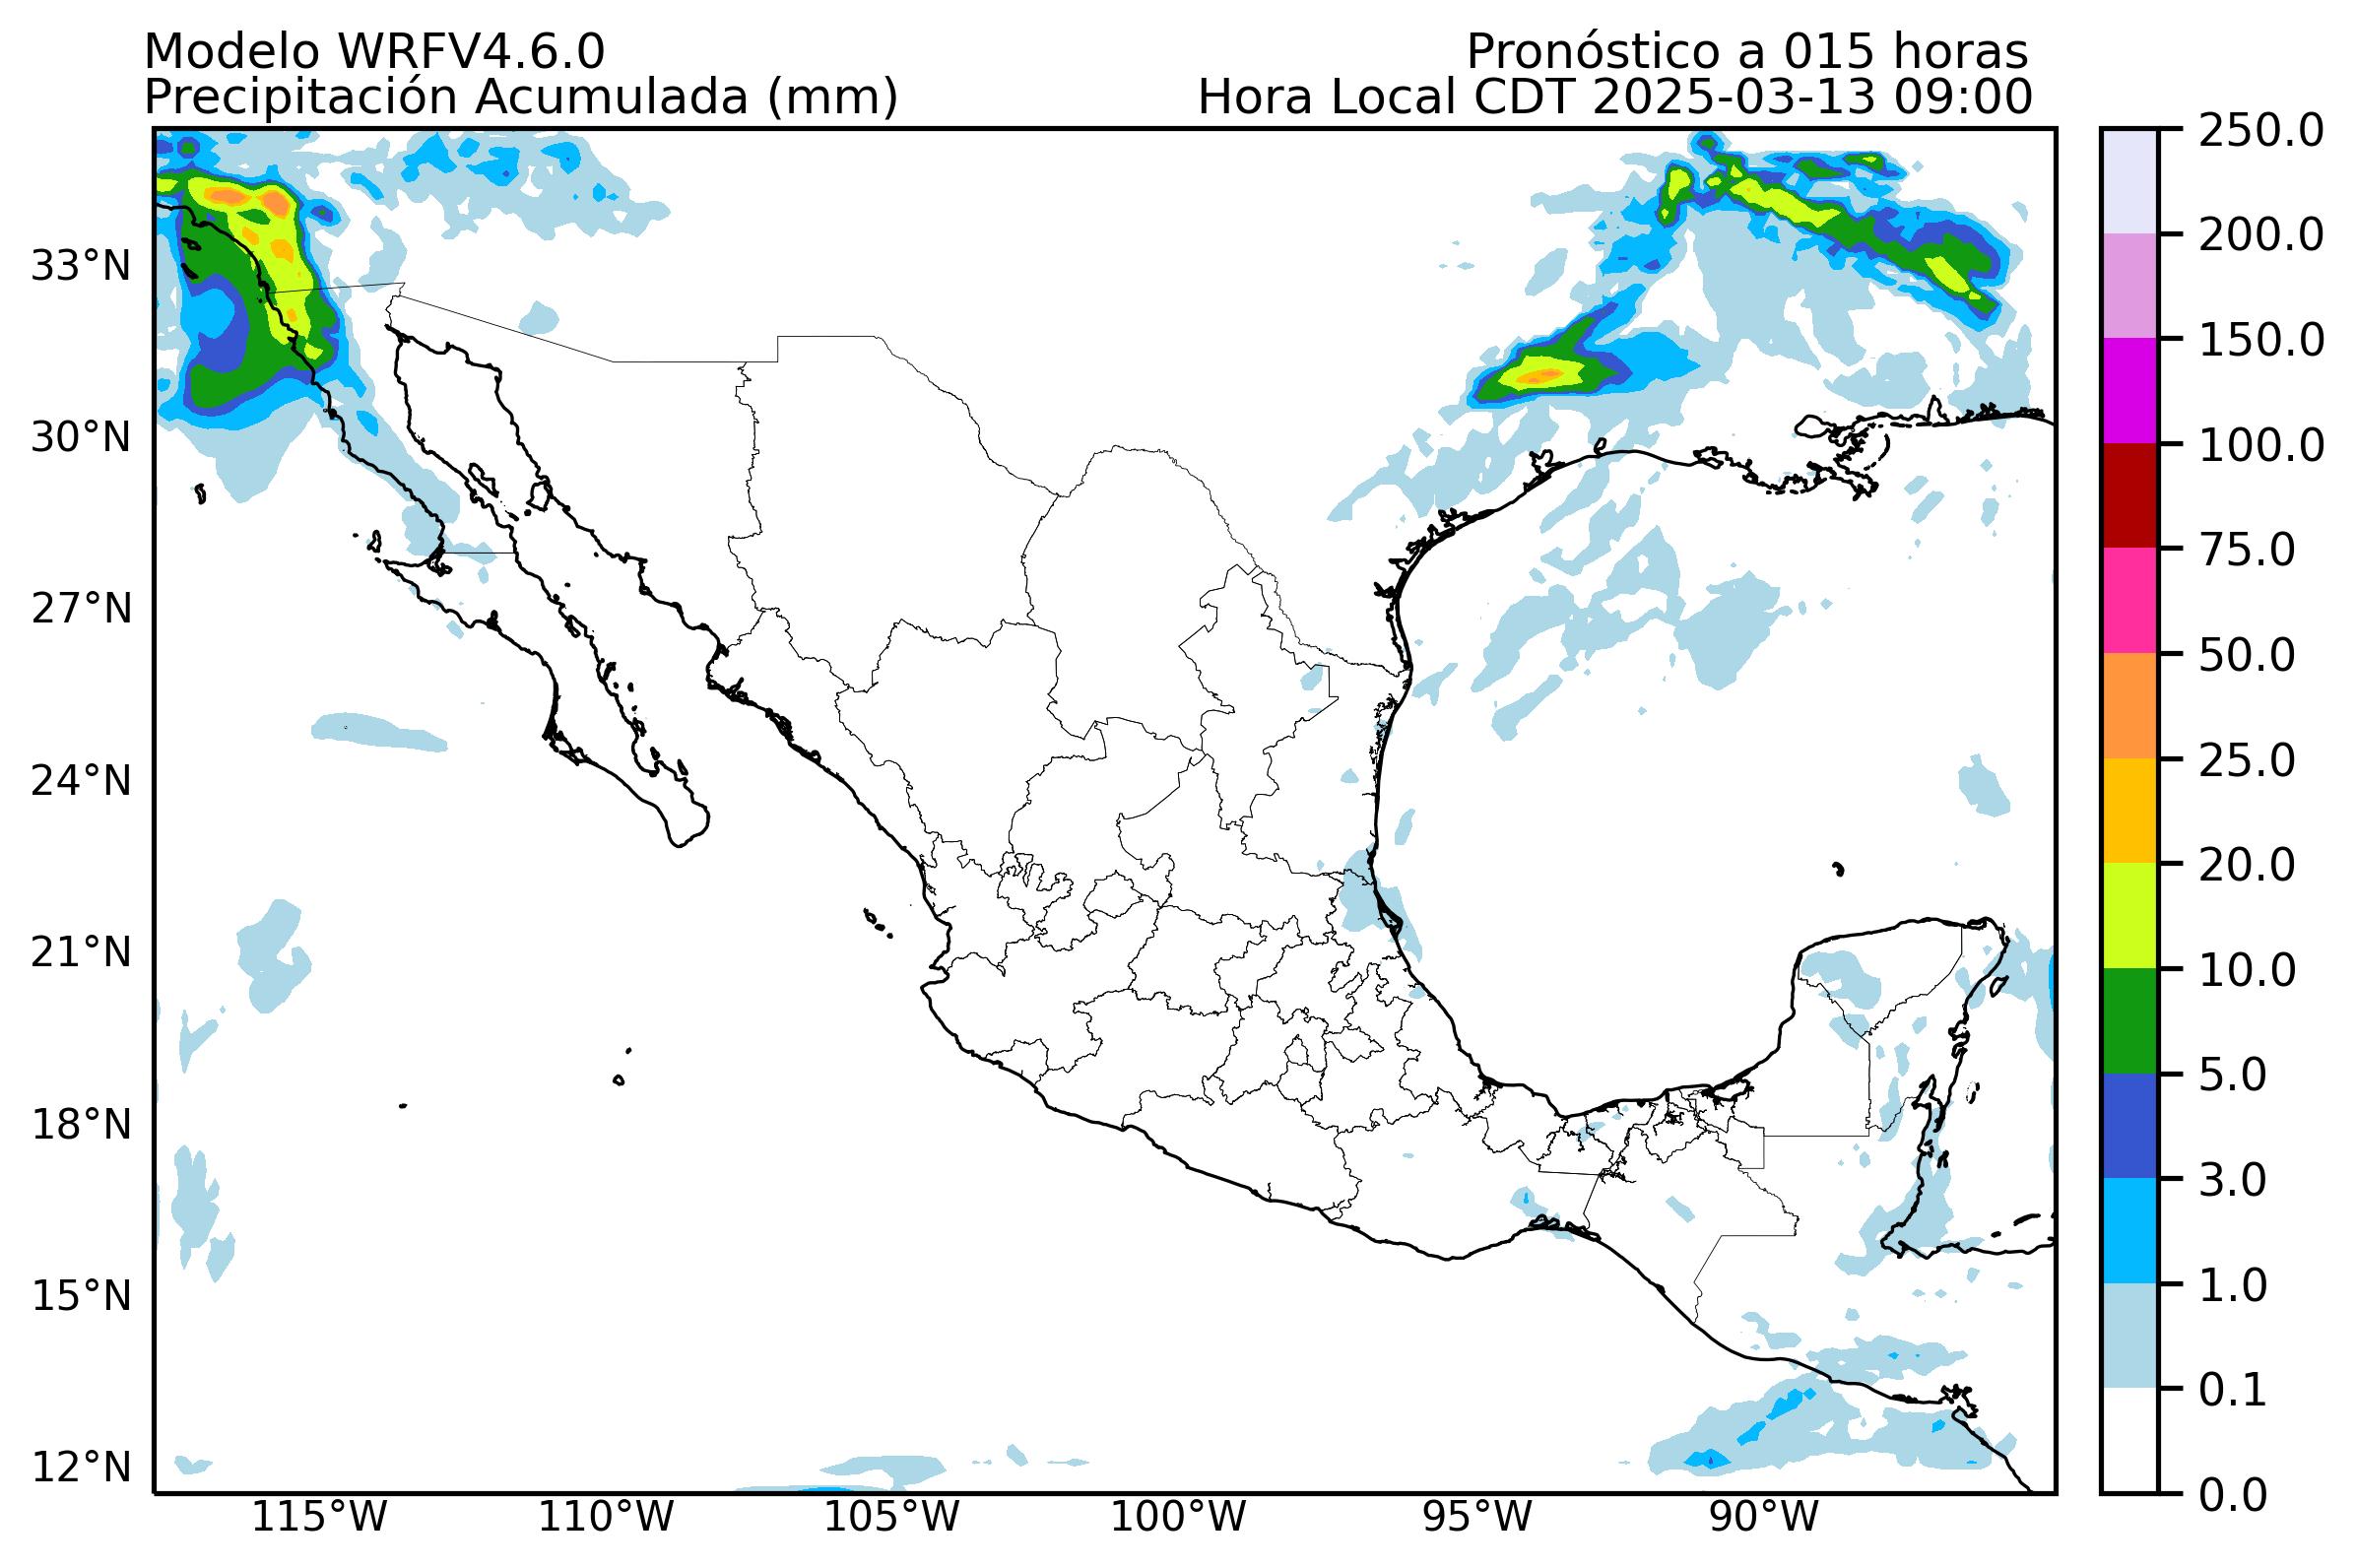 Modelo WRFV4.6.0
Pronóstico a 015 horas
Precipitación Acumulada (mm)
Hora Local CDT 2025-03-13 09:00
33°N
30°N
27°N
24°N
21°N
18°N
15°N
12°N
115°W
110°W
105°W
100°W
95°W
90°W
250.0
200.0
150.0
100.0
75.0
50.0
25.0
20.0
10.0
5.0
3.0
1.0
0.1
0.0